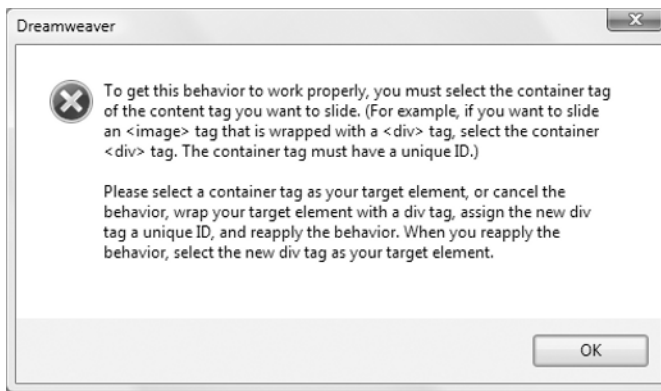 Dreamweaver
To get this behavior to work properly, you must select the container tag
of the content tag you want to slide. (For example, if you want to slide
an <image> tag that is wrapped with a <div> tag, select the container
<div> tag. The container tag must have a unique ID.)
Please select a container tag as your target element, or cancel the
behavior, wrap your target element with a div tag, assign the new div
tag a unique ID, and reapply the behavior. When you reapply the
behavior, select the new div tag as your target element.
OK